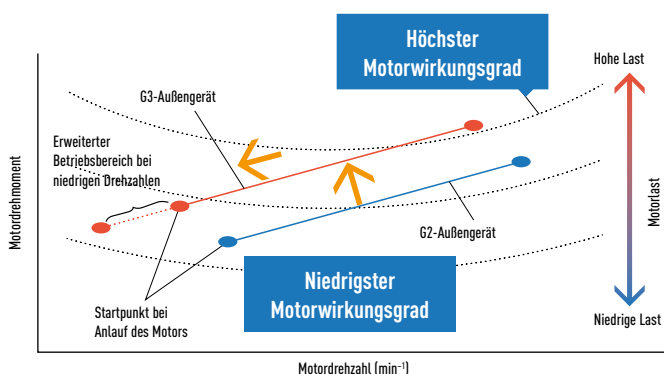 Höchster
Motorwirkungsgrad
Hohe Last
G3-Außengerät
Erweiterter
Betriebsbereich bei
niedrigen Drehzahlen
Motordrehmoment
Motorlast
G2-Außengerät
Niedrigster
Motorwirkungsgrad
Startpunkt bei
Anlauf des Motors
Niedrige Last
Motordrehzahl (min⁻¹)